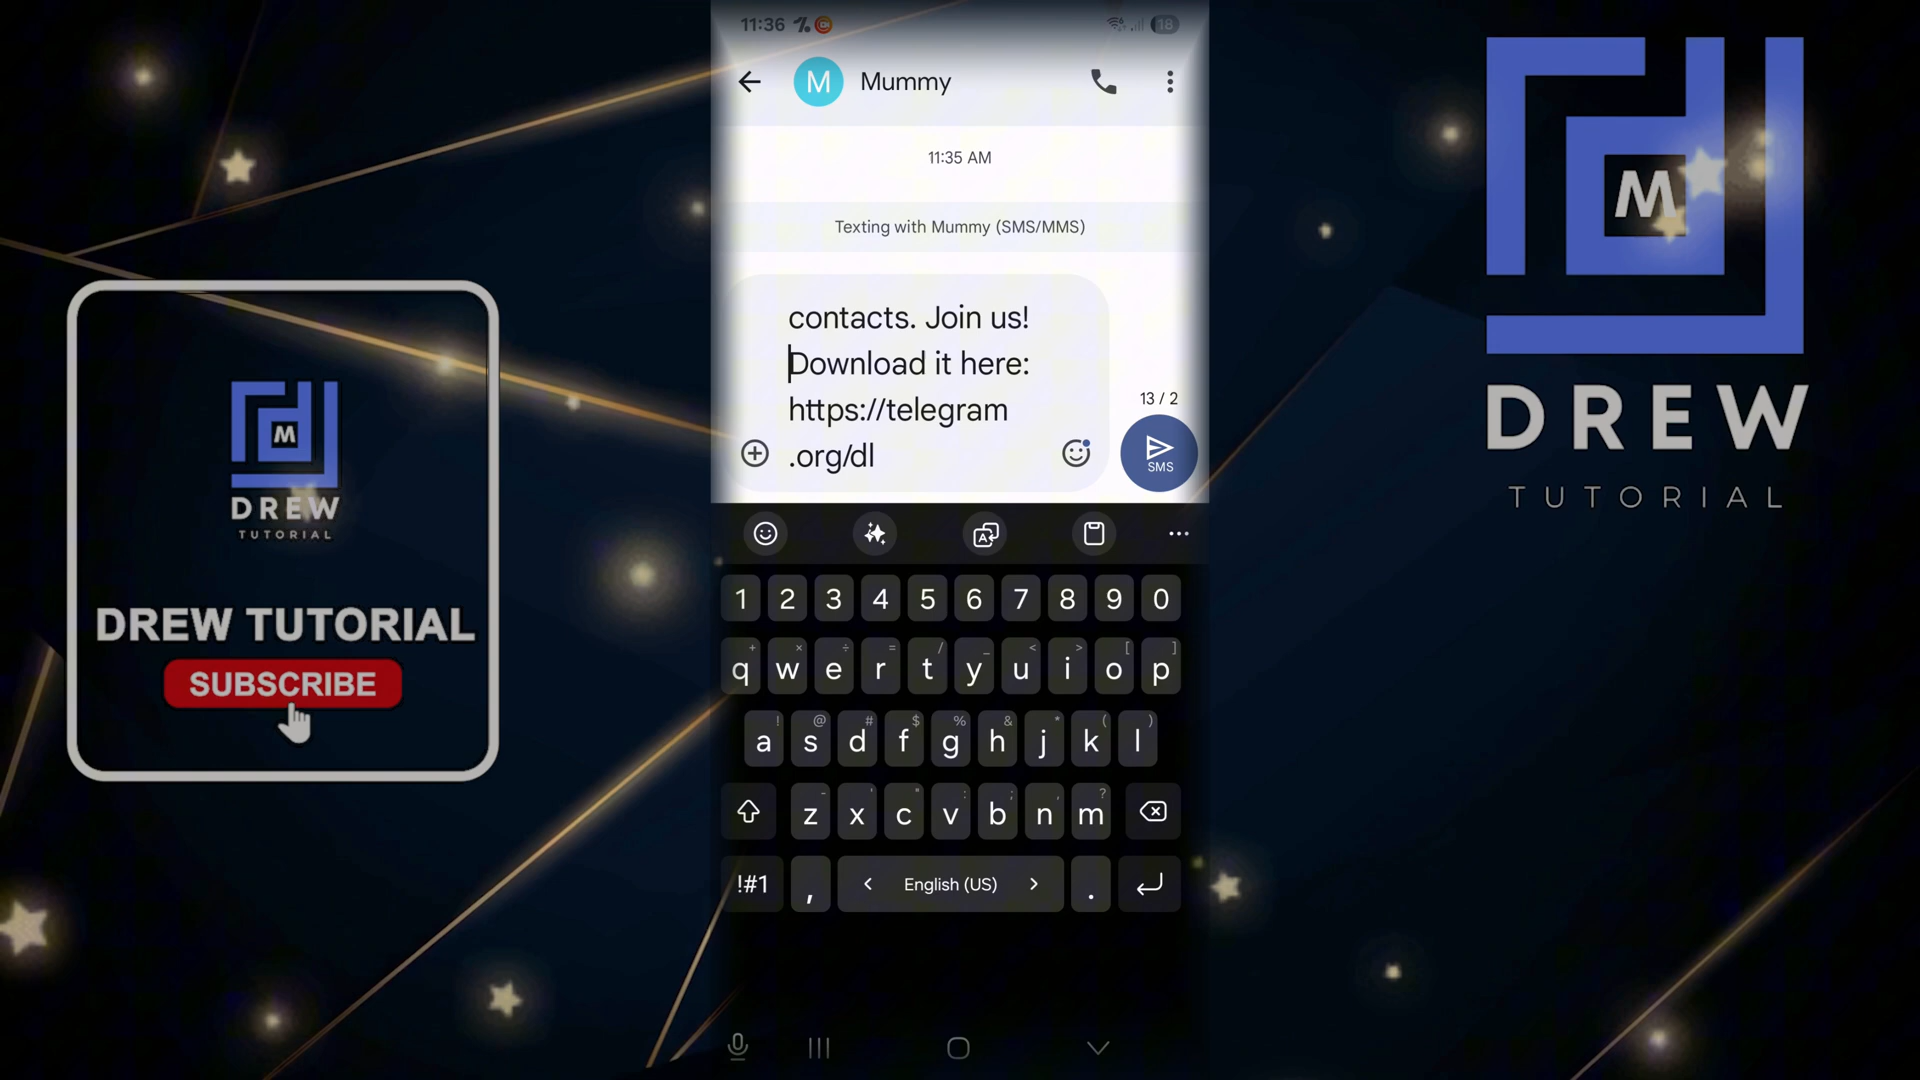 11:36
18
M
Mummy
11:35 AM
Texting with Mummy (SMS/MMS)
contacts. Join us!
Download it here:
https://telegram
.org/dl
13 / 2
SMS
A
1 2 3 4 5 6 7 8 9 0
+ × ÷ = / _ < > [ ]
q w e r t y u i o p
! @ # $ % & * ( )
a s d f g h j k l
- ' " : ; , ?
z x c v b n m
!#1 , < English (US) > .
M
DREW
TUTORIAL
DREW TUTORIAL
SUBSCRIBE
M
DREW
TUTORIAL